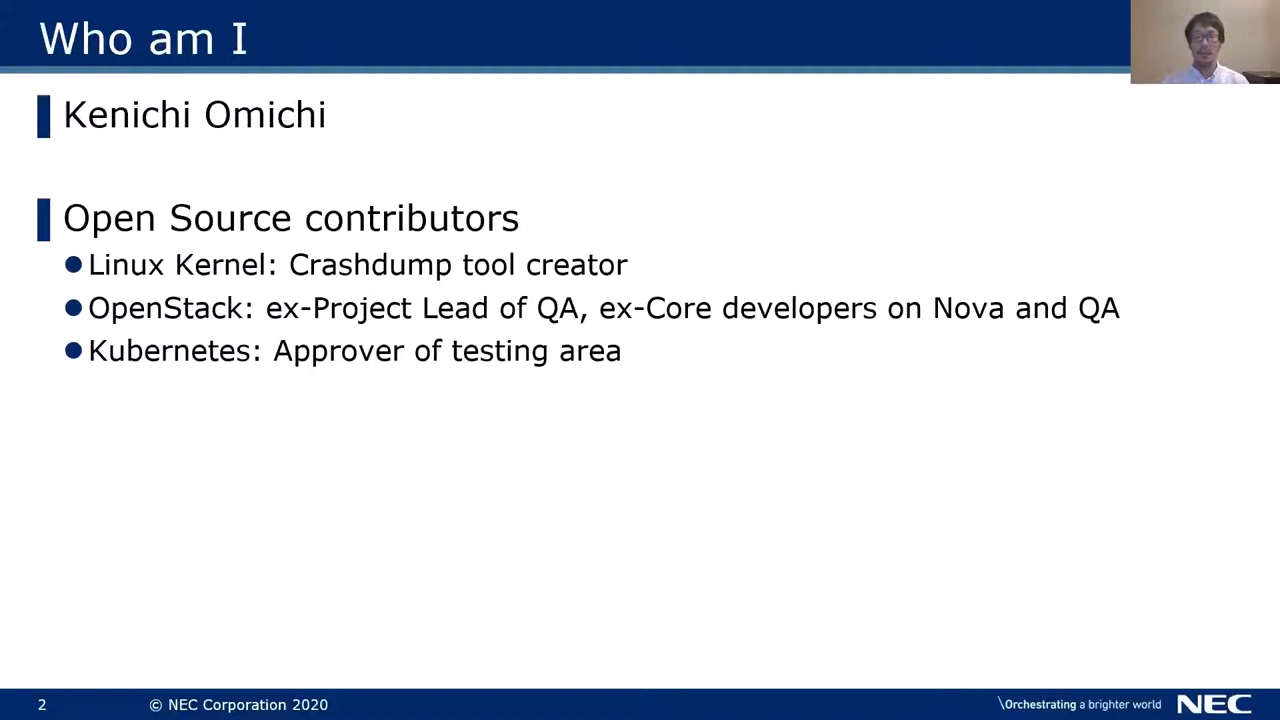 Who am I
Kenichi Omichi
Open Source contributors
Linux Kernel: Crashdump tool creator
OpenStack: ex-Project Lead of QA, ex-Core developers on Nova and QA
Kubernetes: Approver of testing area
2 © NEC Corporation 2020 \Orchestrating a brighter world NEC